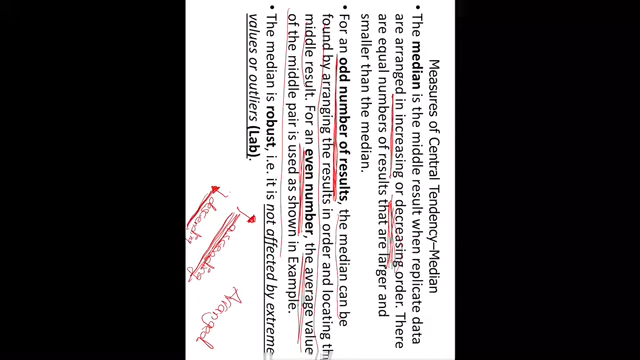 Measures of Central Tendency–Median
• The median is the middle result when replicate data
are arranged in increasing or decreasing order. There
are equal numbers of results that are larger and
smaller than the median.
• For an odd number of results, the median can be
found by arranging the results in order and locating th
middle result. For an even number, the average value
of the middle pair is used as shown in Example.
• The median is robust, i.e. it is not affected by extreme
values or outliers (Lab).
ascending
decending
Arranged